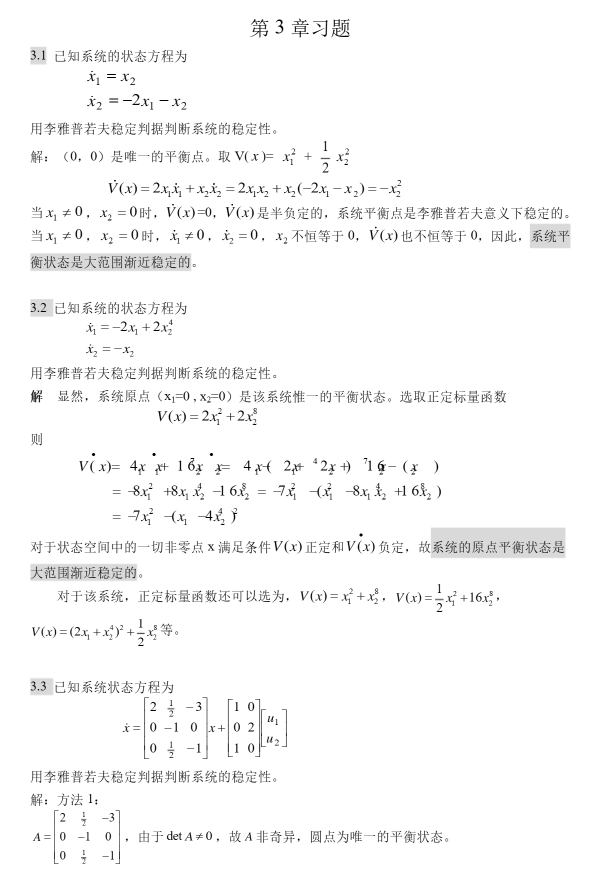 第 3 章习题
3.1 已知系统的状态方程为
ẋ₁ = x₂
ẋ₂ = −2x₁ − x₂
用李雅普若夫稳定判据判断系统的稳定性。
解：（0，0）是唯一的平衡点。取 V( x )= x₁² + 1/2 x₂²
V̇(x) = 2x₁ẋ₁ + x₂ẋ₂ = 2x₁x₂ + x₂(−2x₁ − x₂) = −x₂²
当 x₁ ≠ 0，x₂ = 0 时，V̇(x) =0，V̇(x) 是半负定的，系统平衡点是李雅普若夫意义下稳定的。
当 x₁ ≠ 0，x₂ = 0 时，ẋ₁ ≠ 0，ẋ₂ = 0，x₂ 不恒等于 0，V̇(x) 也不恒等于 0，因此，系统平
衡状态是大范围渐近稳定的。
3.2 已知系统的状态方程为
ẋ₁ = −2x₁ + 2x₂⁴
ẋ₂ = −x₂
用李雅普若夫稳定判据判断系统的稳定性。
解 显然，系统原点（x₁=0 , x₂=0）是该系统惟一的平衡状态。选取正定标量函数
V(x) = 2x₁² + 2x₂⁸
则
= −8x₁² +8x₁x₂⁴ −16x₂⁸ = −7x₁² −(x₁² −8x₁x₂⁴ +16x₂⁸)
= −7x₁² −(x₁ −4x₂⁴)²
对于状态空间中的一切非零点 x 满足条件 V(x) 正定和 V̇(x) 负定，故系统的原点平衡状态是
大范围渐近稳定的。
对于该系统，正定标量函数还可以选为，V(x) = x₁² + x₂⁸，V(x) = 1/2 x₁² +16x₂⁸，
V(x) = (2x₁ + x₂⁴)² + 1/2 x₂⁸ 等。
3.3 已知系统状态方程为
ẋ = [2 1/2 −3; 0 −1 0; 0 1/2 −1] x + [1 0; 0 2; 1 0] [u₁; u₂]
用李雅普若夫稳定判据判断系统的稳定性。
解：方法 1：
A = [2 1/2 −3; 0 −1 0; 0 1/2 −1]，由于 det A ≠ 0，故 A 非奇异，圆点为唯一的平衡状态。